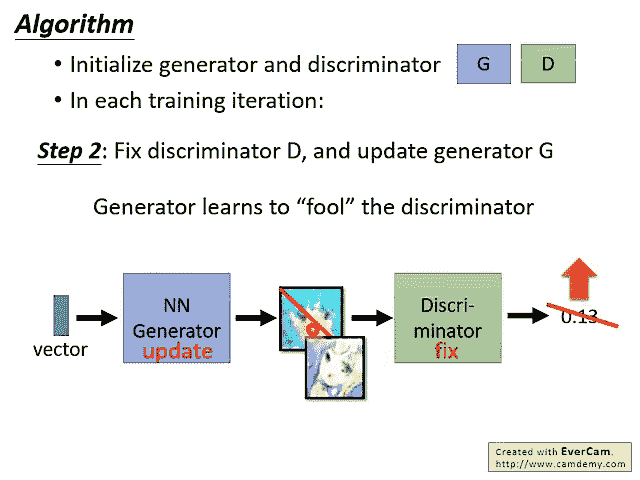 Algorithm
• Initialize generator and discriminator G D
• In each training iteration:
Step 2: Fix discriminator D, and update generator G
Generator learns to “fool” the discriminator
vector
NN
Generator
update
Discri-
minator
fix
0.13
Created with EverCam.
http://www.camdemy.com